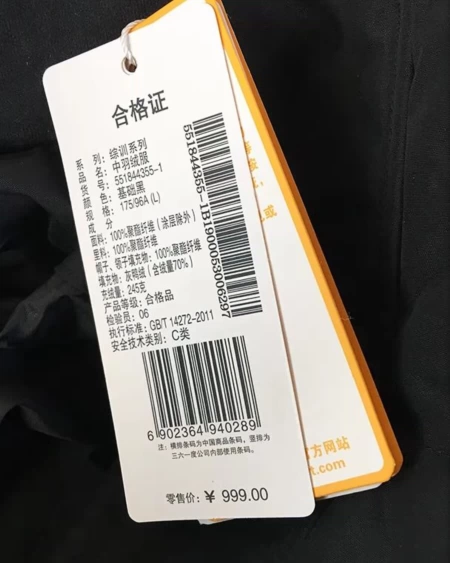 合格证
系 列：综训系列
品 名：中羽绒服
货 号：551844355-1
颜 色：基础黑
规 格：175/96A (L)
成 分
面料：100%聚酯纤维（涂层除外）
里料：100%聚酯纤维
帽子、领子填充物：100%聚酯纤维
填充物：灰鸭绒（含绒量70%）
充绒量：245克
产品等级：合格品
检验员：06
执行标准：GB/T 14272-2011
安全技术类别：C类
551844355-1B1900053006297
6 902364 940289
注：横排条码为中国商品条码，竖排为
三六一度公司内部使用条码。
零售价：¥ 999.00
或
方网站
t.com